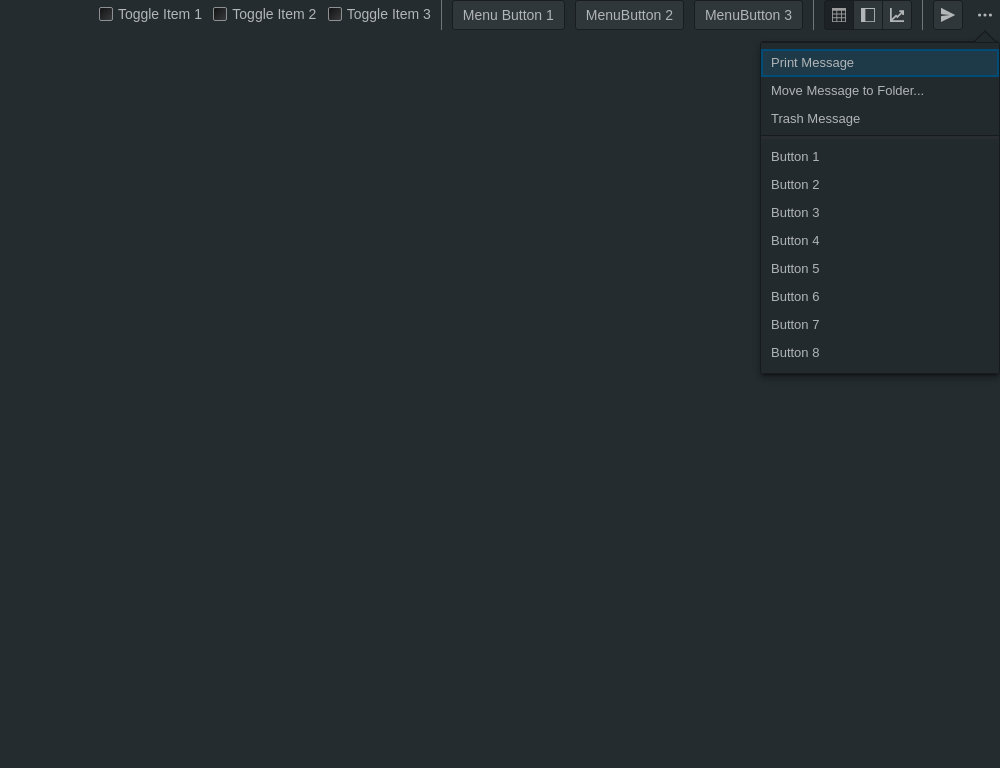 Toggle Item 1 Toggle Item 2 Toggle Item 3 Menu Button 1 MenuButton 2 MenuButton 3
Print Message
Move Message to Folder...
Trash Message
Button 1
Button 2
Button 3
Button 4
Button 5
Button 6
Button 7
Button 8